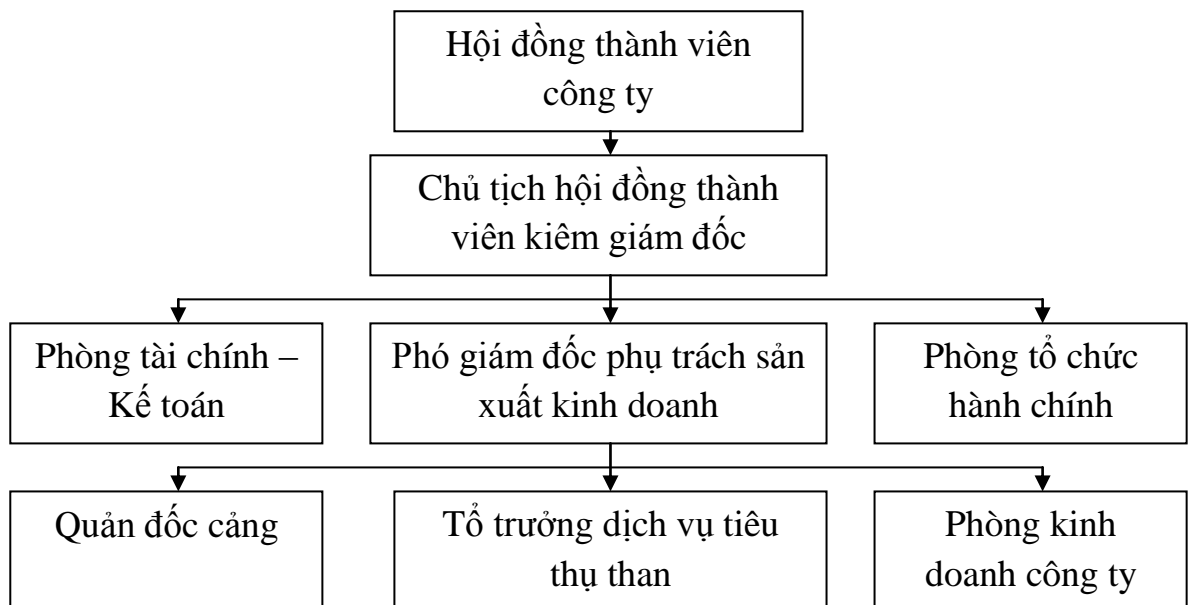 Hội đồng thành viên
công ty
Chủ tịch hội đồng thành
viên kiêm giám đốc
Phòng tài chính –
Kế toán
Phó giám đốc phụ trách sản
xuất kinh doanh
Phòng tổ chức
hành chính
Quản đốc cảng
Tổ trưởng dịch vụ tiêu
thụ than
Phòng kinh
doanh công ty